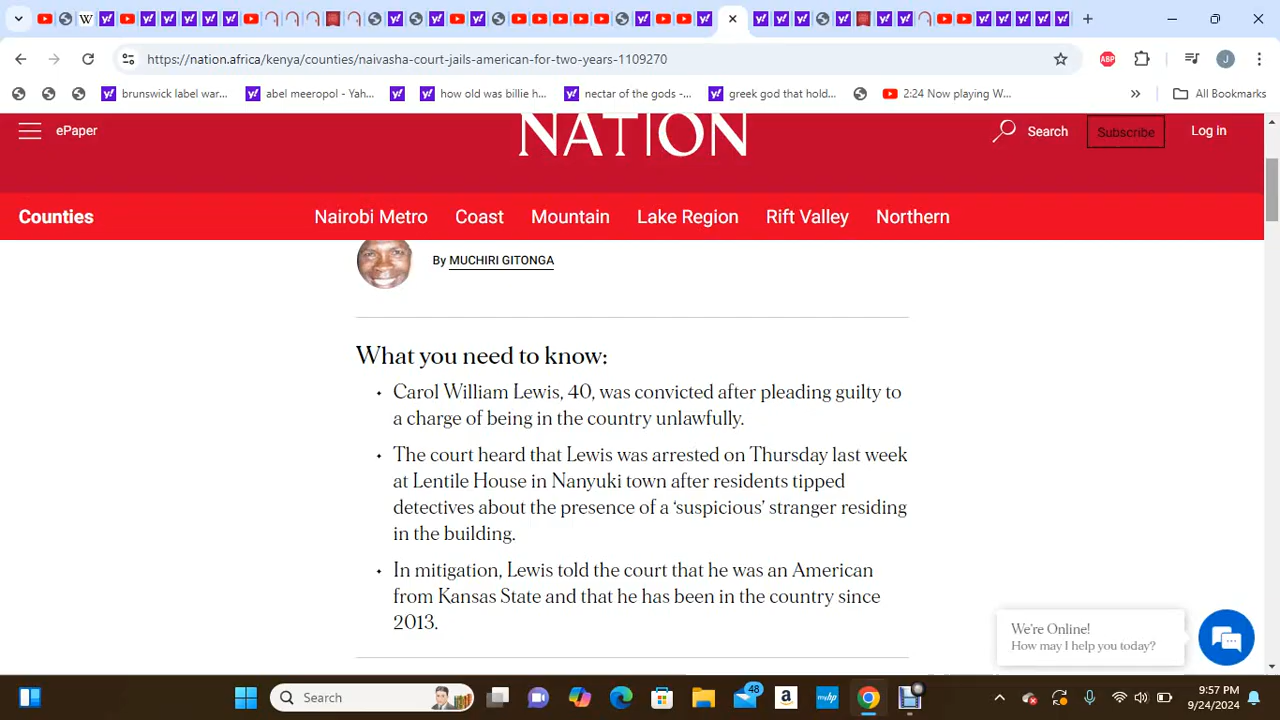 https://nation.africa/kenya/counties/naivasha-court-jails-american-for-two-years-1109270
ABP
J
brunswick label war...
abel meeropol - Yah...
how old was billie h...
nectar of the gods -...
greek god that hold...
2:24 Now playing W...
»
All Bookmarks
ePaper
NATION
Search
Subscribe
Log in
Counties
Nairobi Metro
Coast
Mountain
Lake Region
Rift Valley
Northern
By MUCHIRI GITONGA
What you need to know:
Carol William Lewis, 40, was convicted after pleading guilty to
a charge of being in the country unlawfully.
The court heard that Lewis was arrested on Thursday last week
at Lentile House in Nanyuki town after residents tipped
detectives about the presence of a ‘suspicious’ stranger residing
in the building.
In mitigation, Lewis told the court that he was an American
from Kansas State and that he has been in the country since
2013.
We're Online!
How may I help you today?
Search
48
a
myhp
9:57 PM
9/24/2024